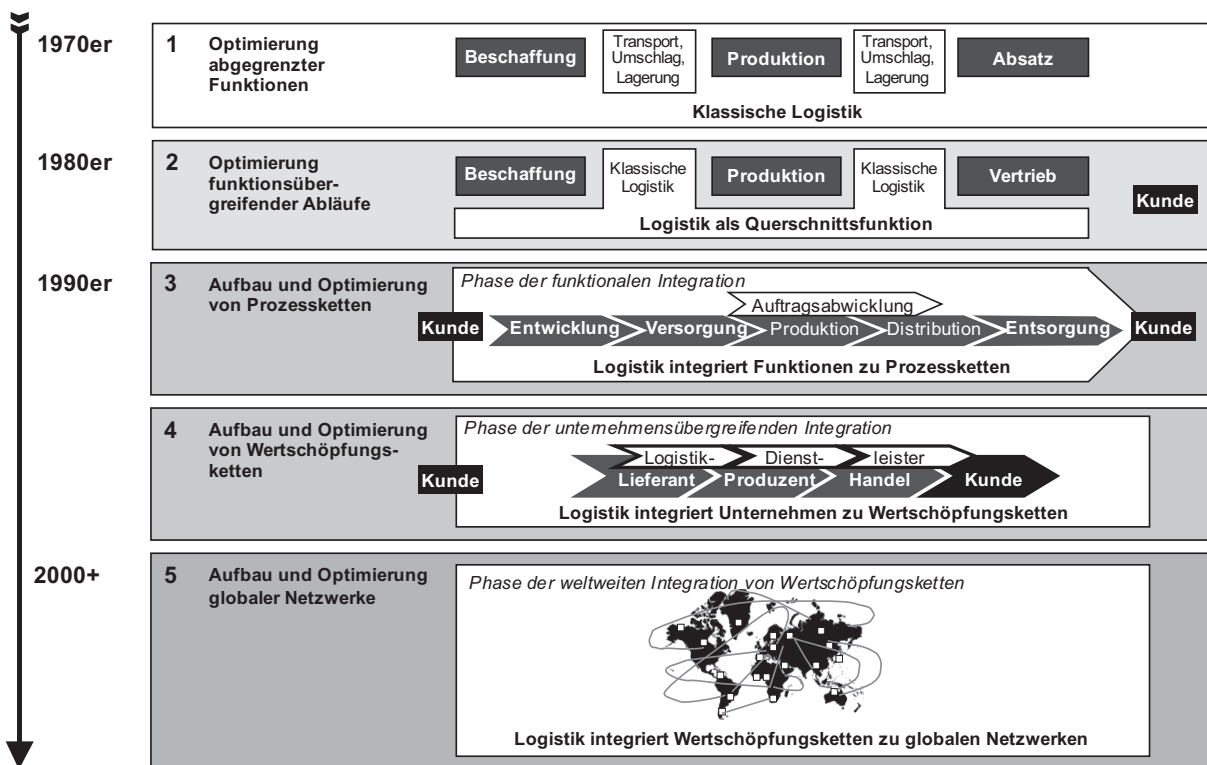 1970er
1
Optimierung
abgegrenzter
Funktionen
Beschaffung
Transport,
Umschlag,
Lagerung
Produktion
Transport,
Umschlag,
Lagerung
Absatz
Klassische Logistik
1980er
2
Optimierung
funktionsüber-
greifender Abläufe
Beschaffung
Klassische
Logistik
Produktion
Klassische
Logistik
Vertrieb
Kunde
Logistik als Querschnittsfunktion
1990er
3
Aufbau und Optimierung
von Prozessketten
Phase der funktionalen Integration
Auftragsabwicklung
Kunde
Entwicklung
Versorgung
Produktion
Distribution
Entsorgung
Kunde
Logistik integriert Funktionen zu Prozessketten
4
Aufbau und Optimierung
von Wertschöpfungs-
ketten
Kunde
Phase der unternehmensübergreifenden Integration
Logistik-
Dienst-
leister
Lieferant
Produzent
Handel
Kunde
Logistik integriert Unternehmen zu Wertschöpfungsketten
2000+
5
Aufbau und Optimierung
globaler Netzwerke
Phase der weltweiten Integration von Wertschöpfungsketten
Logistik integriert Wertschöpfungsketten zu globalen Netzwerken